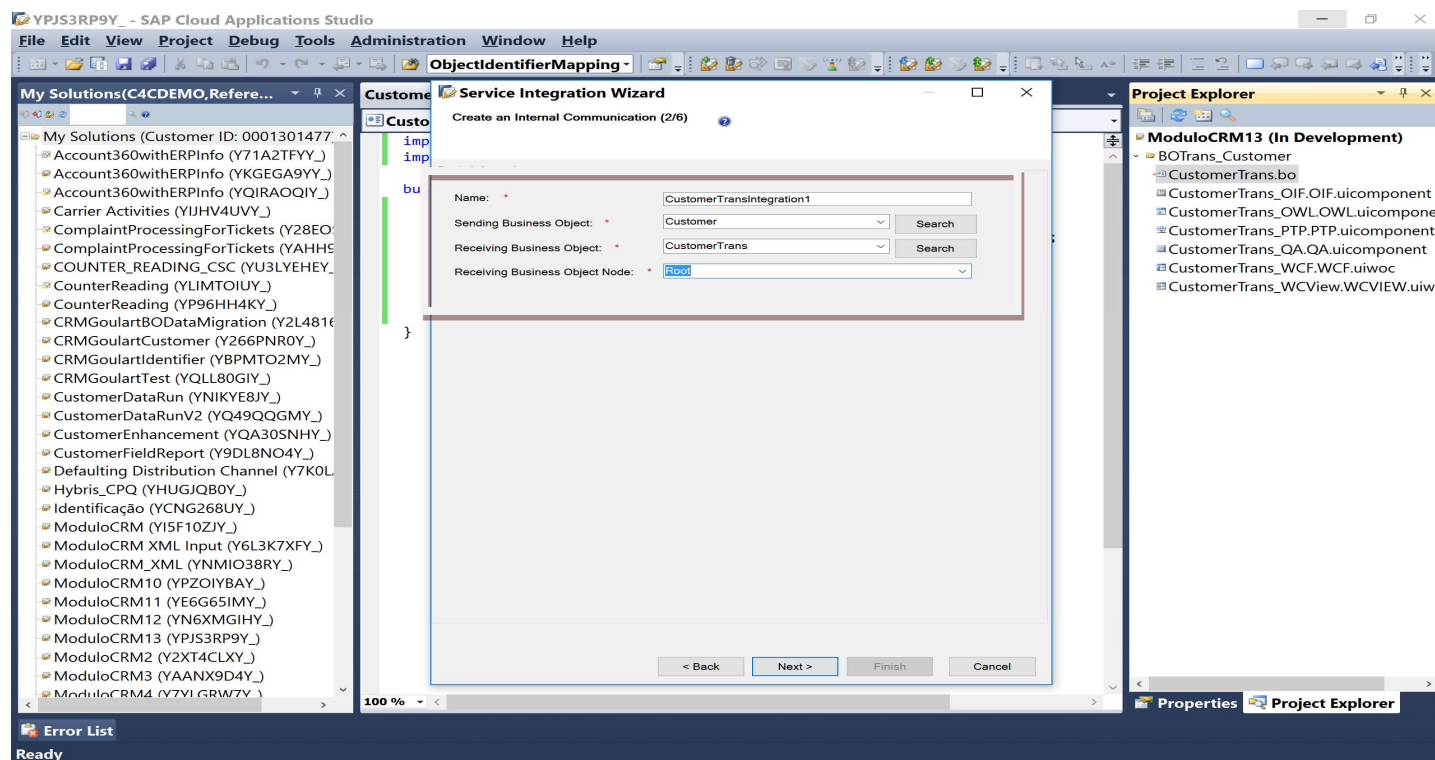 YPJS3RP9Y_ - SAP Cloud Applications Studio
File Edit View Project Debug Tools Administration Window Help
ObjectIdentifierMapping
My Solutions(C4CDEMO,Refere...
My Solutions (Customer ID: 0001301477
Account360withERPInfo (Y71A2TFYY_)
Account360withERPInfo (YKGEGA9YY_)
Account360withERPInfo (YQIRAOQIY_)
Carrier Activities (YIJHV4UVY_)
ComplaintProcessingForTickets (Y28EO
ComplaintProcessingForTickets (YAHH9
COUNTER_READING_CSC (YU3LYEHEY_
CounterReading (YLIMTOIUY_)
CounterReading (YP96HH4KY_)
CRMGoulartBODataMigration (Y2L4816
CRMGoulartCustomer (Y266PNR0Y_)
CRMGoulartIdentifier (YBPMTO2MY_)
CRMGoulartTest (YQLL80GIY_)
CustomerDataRun (YNIKYE8JY_)
CustomerDataRunV2 (YQ49QQGMY_)
CustomerEnhancement (YQA30SNHY_)
CustomerFieldReport (Y9DL8NO4Y_)
Defaulting Distribution Channel (Y7K0L
Hybris_CPQ (YHUGJQB0Y_)
Identificação (YCNG268UY_)
ModuloCRM (YI5F10ZJY_)
ModuloCRM XML Input (Y6L3K7XFY_)
ModuloCRM_XML (YNMIO38RY_)
ModuloCRM10 (YPZOIYBAY_)
ModuloCRM11 (YE6G65IMY_)
ModuloCRM12 (YN6XMGIHY_)
ModuloCRM13 (YPJS3RP9Y_)
ModuloCRM2 (Y2XT4CLXY_)
ModuloCRM3 (YAANX9D4Y_)
ModuloCRM4 (Y7YLGRW7Y_)
Custome
Custo
imp
imp
bu
}
;
100 %
Service Integration Wizard
Create an Internal Communication (2/6)
Name: * CustomerTransIntegration1
Sending Business Object: * Customer Search
Receiving Business Object: * CustomerTrans Search
Receiving Business Object Node: * Root
< Back Next > Finish Cancel
Project Explorer
ModuloCRM13 (In Development)
BOTrans_Customer
CustomerTrans.bo
CustomerTrans_OIF.OIF.uicomponent
CustomerTrans_OWL.OWL.uicompone
CustomerTrans_PTP.PTP.uicomponent
CustomerTrans_QA.QA.uicomponent
CustomerTrans_WCF.WCF.uiwoc
CustomerTrans_WCView.WCVIEW.uiw
Properties Project Explorer
Error List
Ready